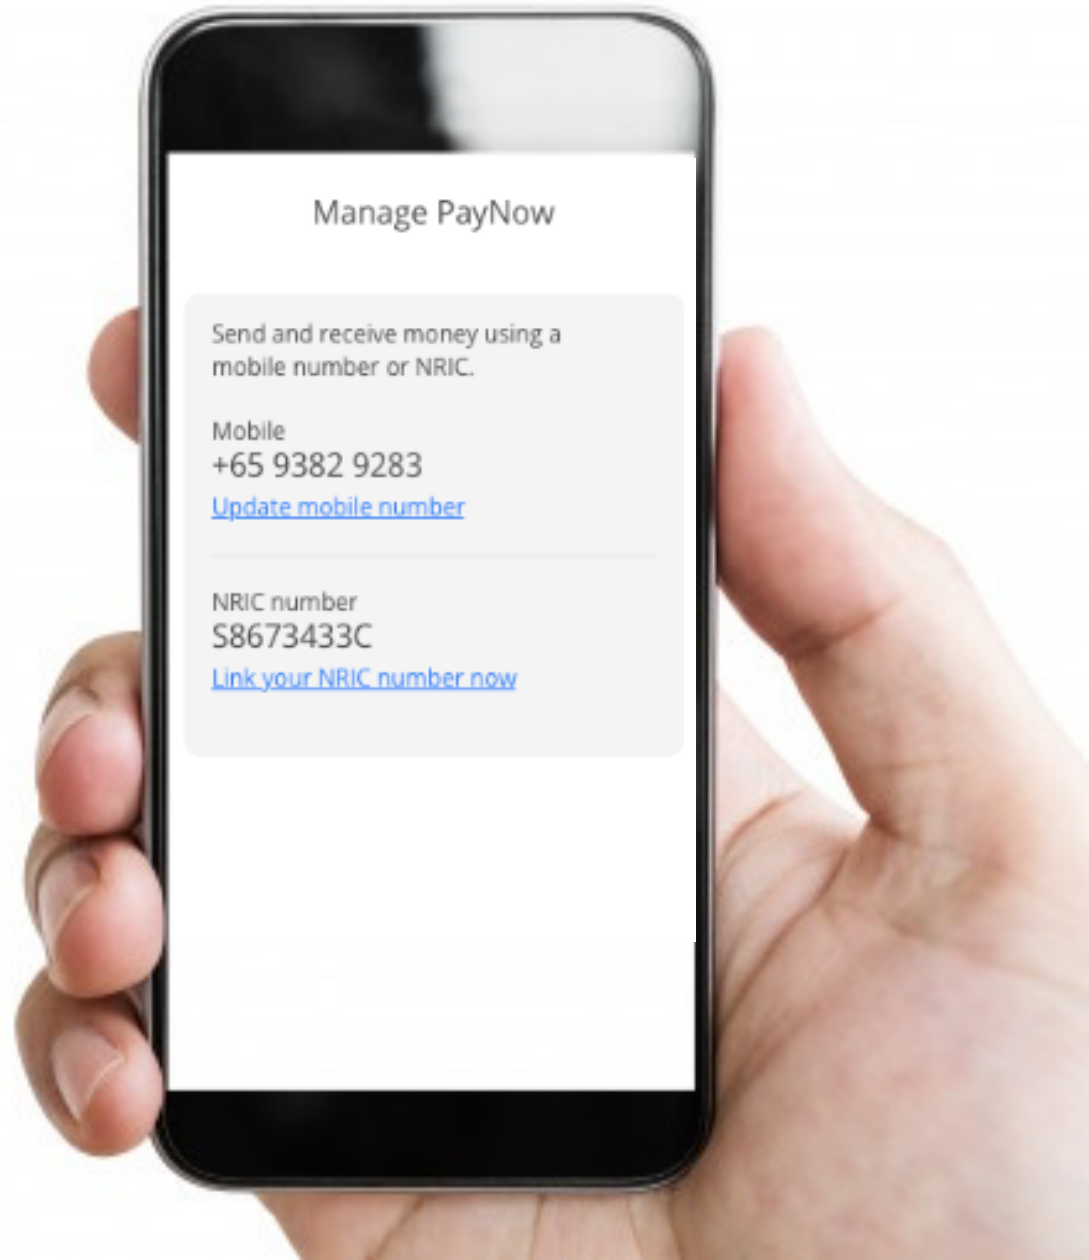 Manage PayNow
Send and receive money using a
mobile number or NRIC.
Mobile
+65 9382 9283
Update mobile number
NRIC number
S8673433C
Link your NRIC number now